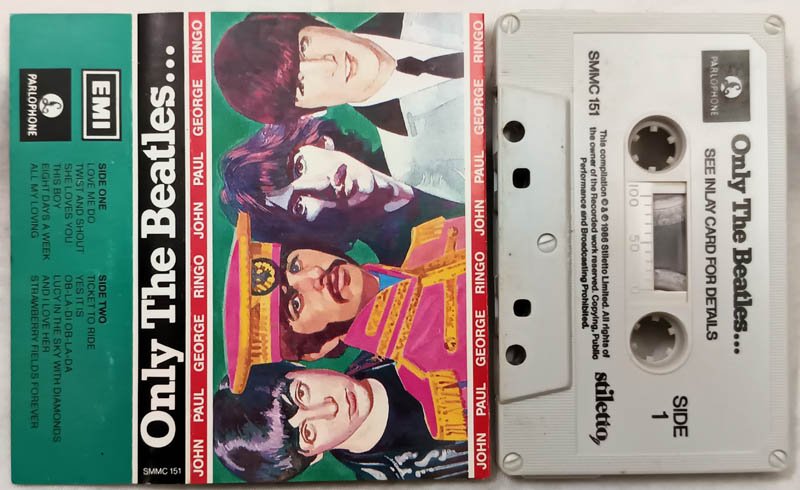 EMI
PARLOPHONE
SIDE ONE
LOVE ME DO
TWIST AND SHOUT
SHE LOVES YOU
THIS BOY
EIGHT DAYS A WEEK
ALL MY LOVING
SIDE TWO
TICKET TO RIDE
YES IT IS
OB-LA-DI OB-LA-DA
LUCY IN THE SKY WITH DIAMONDS
AND I LOVE HER
STRAWBERRY FIELDS FOREVER
Only The Beatles...
SMMC 151
JOHN PAUL GEORGE RINGO JOHN PAUL GEORGE RINGO
JOHN PAUL GEORGE RINGO JOHN PAUL GEORGE RINGO
PARLOPHONE
SMMC 151
Only The Beatles...
SEE INLAY CARD FOR DETAILS
100 50 0
This compilation © & ℗ 1986 Stiletto Limited. All rights of
the owner of the Recorded work reserved. Copying, Public
Performance and Broadcasting Prohibited.
stiletto
SIDE
1